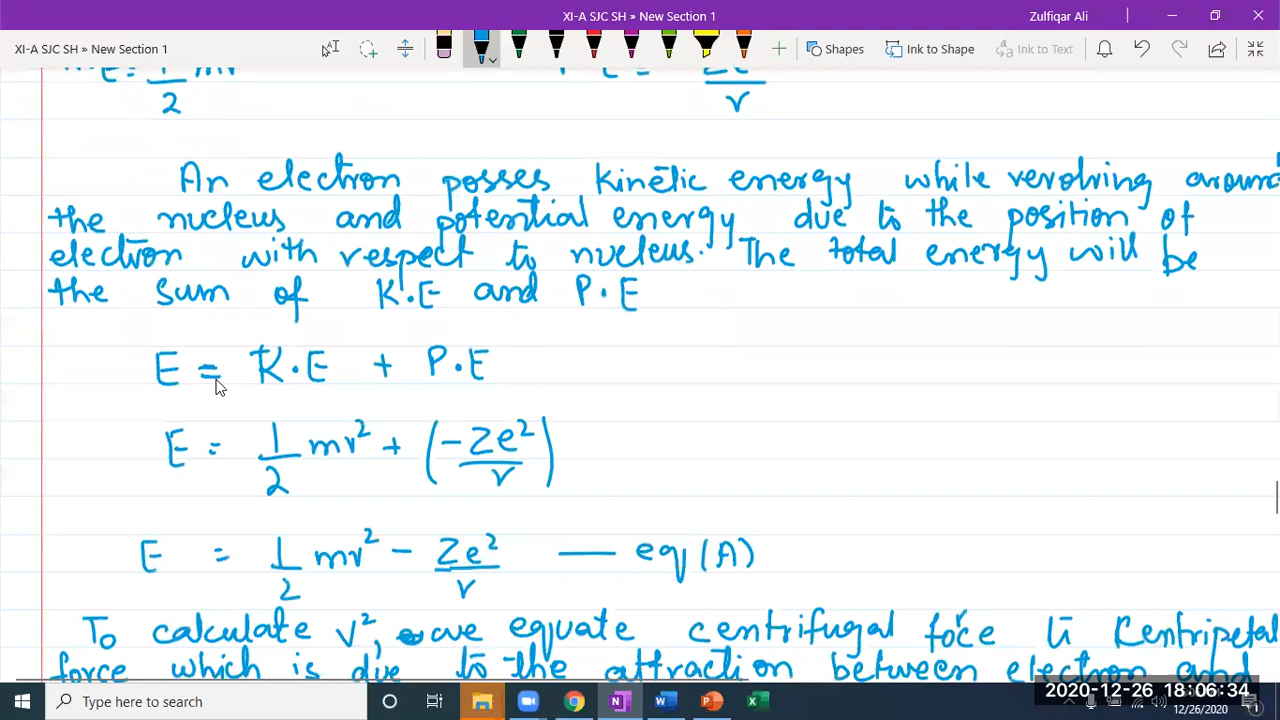 XI-A SJC SH » New Section 1
Zulfiqar Ali
XI-A SJC SH » New Section 1
Shapes
Ink to Shape
Ink to Text
2
r
An electron posses kinetic energy while revolving around
the nucleus and potential energy due to the position of
electron with respect to nucleus. The total energy will be
the sum of K.E and P.E
E = K.E + P.E
E = 1/2 mv² + (-Ze²/r)
E = 1/2 mv² - Ze²/r — eq (A)
To calculate v², we equate centrifugal force to centripetal
force which is due to the attraction between electron and
Type here to search
2020-12-26 18:06:34
12/26/2020